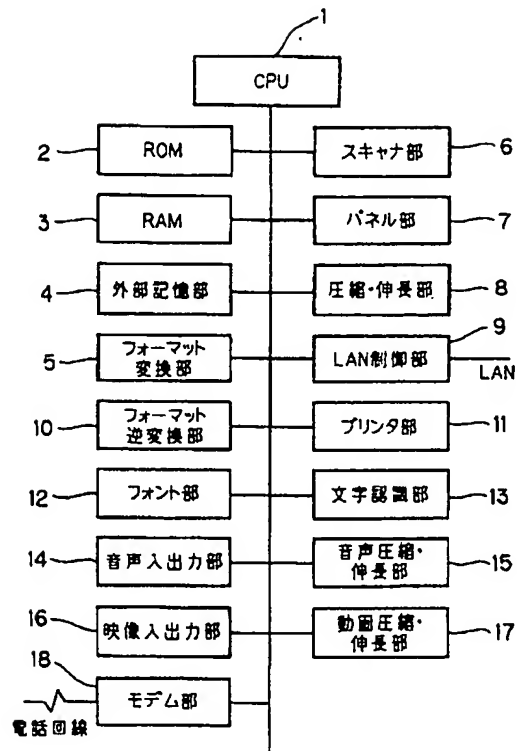 1
CPU
2
ROM
スキャナ部
6
3
RAM
パネル部
7
4
外部記憶部
圧縮・伸長部
8
5
フォーマット
変換部
LAN制御部
9
LAN
10
フォーマット
逆変換部
プリンタ部
11
12
フォント部
文字認識部
13
14
音声入出力部
音声圧縮・
伸長部
15
16
映像入出力部
動画圧縮・
伸長部
17
18
モデム部
電話回線